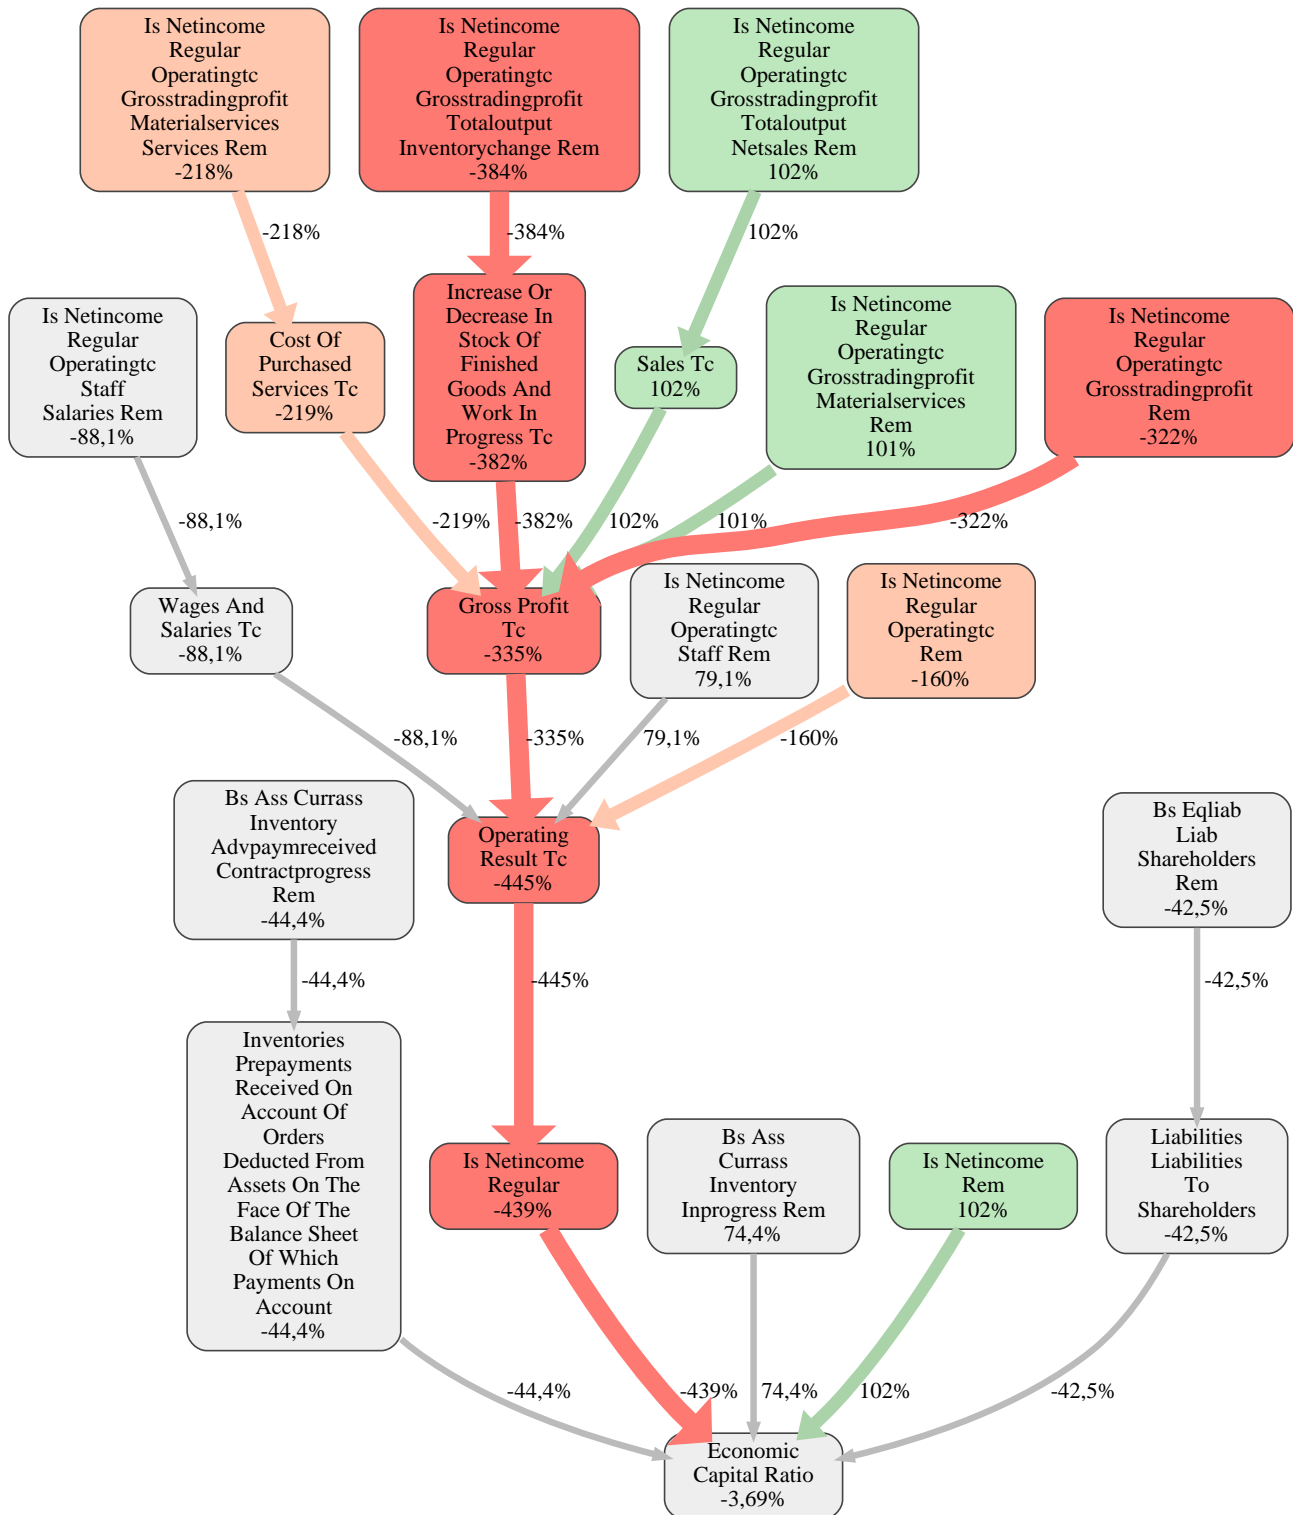 Is Netincome
Regular
Operatingtc
Grosstradingprofit
Materialservices
Services Rem
-218%
Is Netincome
Regular
Operatingtc
Grosstradingprofit
Totaloutput
Inventorychange Rem
-384%
Is Netincome
Regular
Operatingtc
Grosstradingprofit
Totaloutput
Netsales Rem
102%
-218%
-384%
102%
Is Netincome
Regular
Operatingtc
Staff
Salaries Rem
-88,1%
Cost Of
Purchased
Services Tc
-219%
Increase Or
Decrease In
Stock Of
Finished
Goods And
Work In
Progress Tc
-382%
Sales Tc
102%
Is Netincome
Regular
Operatingtc
Grosstradingprofit
Materialservices
Rem
101%
Is Netincome
Regular
Operatingtc
Grosstradingprofit
Rem
-322%
-88,1%
-219%
-382%
102%
101%
-322%
Wages And
Salaries Tc
-88,1%
Gross Profit
Tc
-335%
Is Netincome
Regular
Operatingtc
Staff Rem
79,1%
Is Netincome
Regular
Operatingtc
Rem
-160%
-88,1%
-335%
79,1%
-160%
Bs Ass Currass
Inventory
Advpaymreceived
Contractprogress
Rem
-44,4%
Operating
Result Tc
-445%
Bs Eqliab
Liab
Shareholders
Rem
-42,5%
-44,4%
-445%
-42,5%
Inventories
Prepayments
Received On
Account Of
Orders
Deducted From
Assets On The
Face Of The
Balance Sheet
Of Which
Payments On
Account
-44,4%
Is Netincome
Regular
-439%
Bs Ass
Currass
Inventory
Inprogress Rem
74,4%
Is Netincome
Rem
102%
Liabilities
Liabilities
To
Shareholders
-42,5%
-44,4%
-439%
74,4%
102%
-42,5%
Economic
Capital Ratio
-3,69%